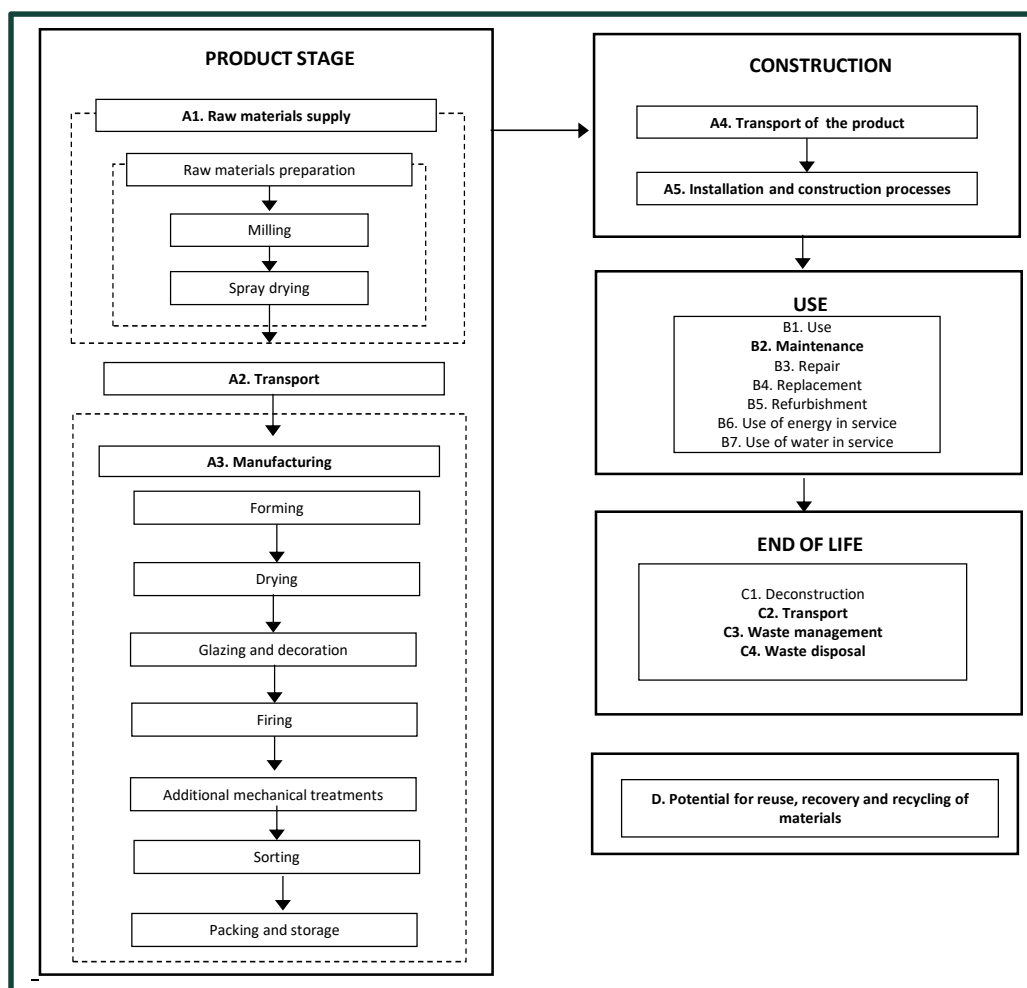 PRODUCT STAGE
A1. Raw materials supply
Raw materials preparation
Milling
Spray drying
A2. Transport
A3. Manufacturing
Forming
Drying
Glazing and decoration
Firing
Additional mechanical treatments
Sorting
Packing and storage
CONSTRUCTION
A4. Transport of the product
A5. Installation and construction processes
USE
B1. Use
B2. Maintenance
B3. Repair
B4. Replacement
B5. Refurbishment
B6. Use of energy in service
B7. Use of water in service
END OF LIFE
C1. Deconstruction
C2. Transport
C3. Waste management
C4. Waste disposal
D. Potential for reuse, recovery and recycling of
materials